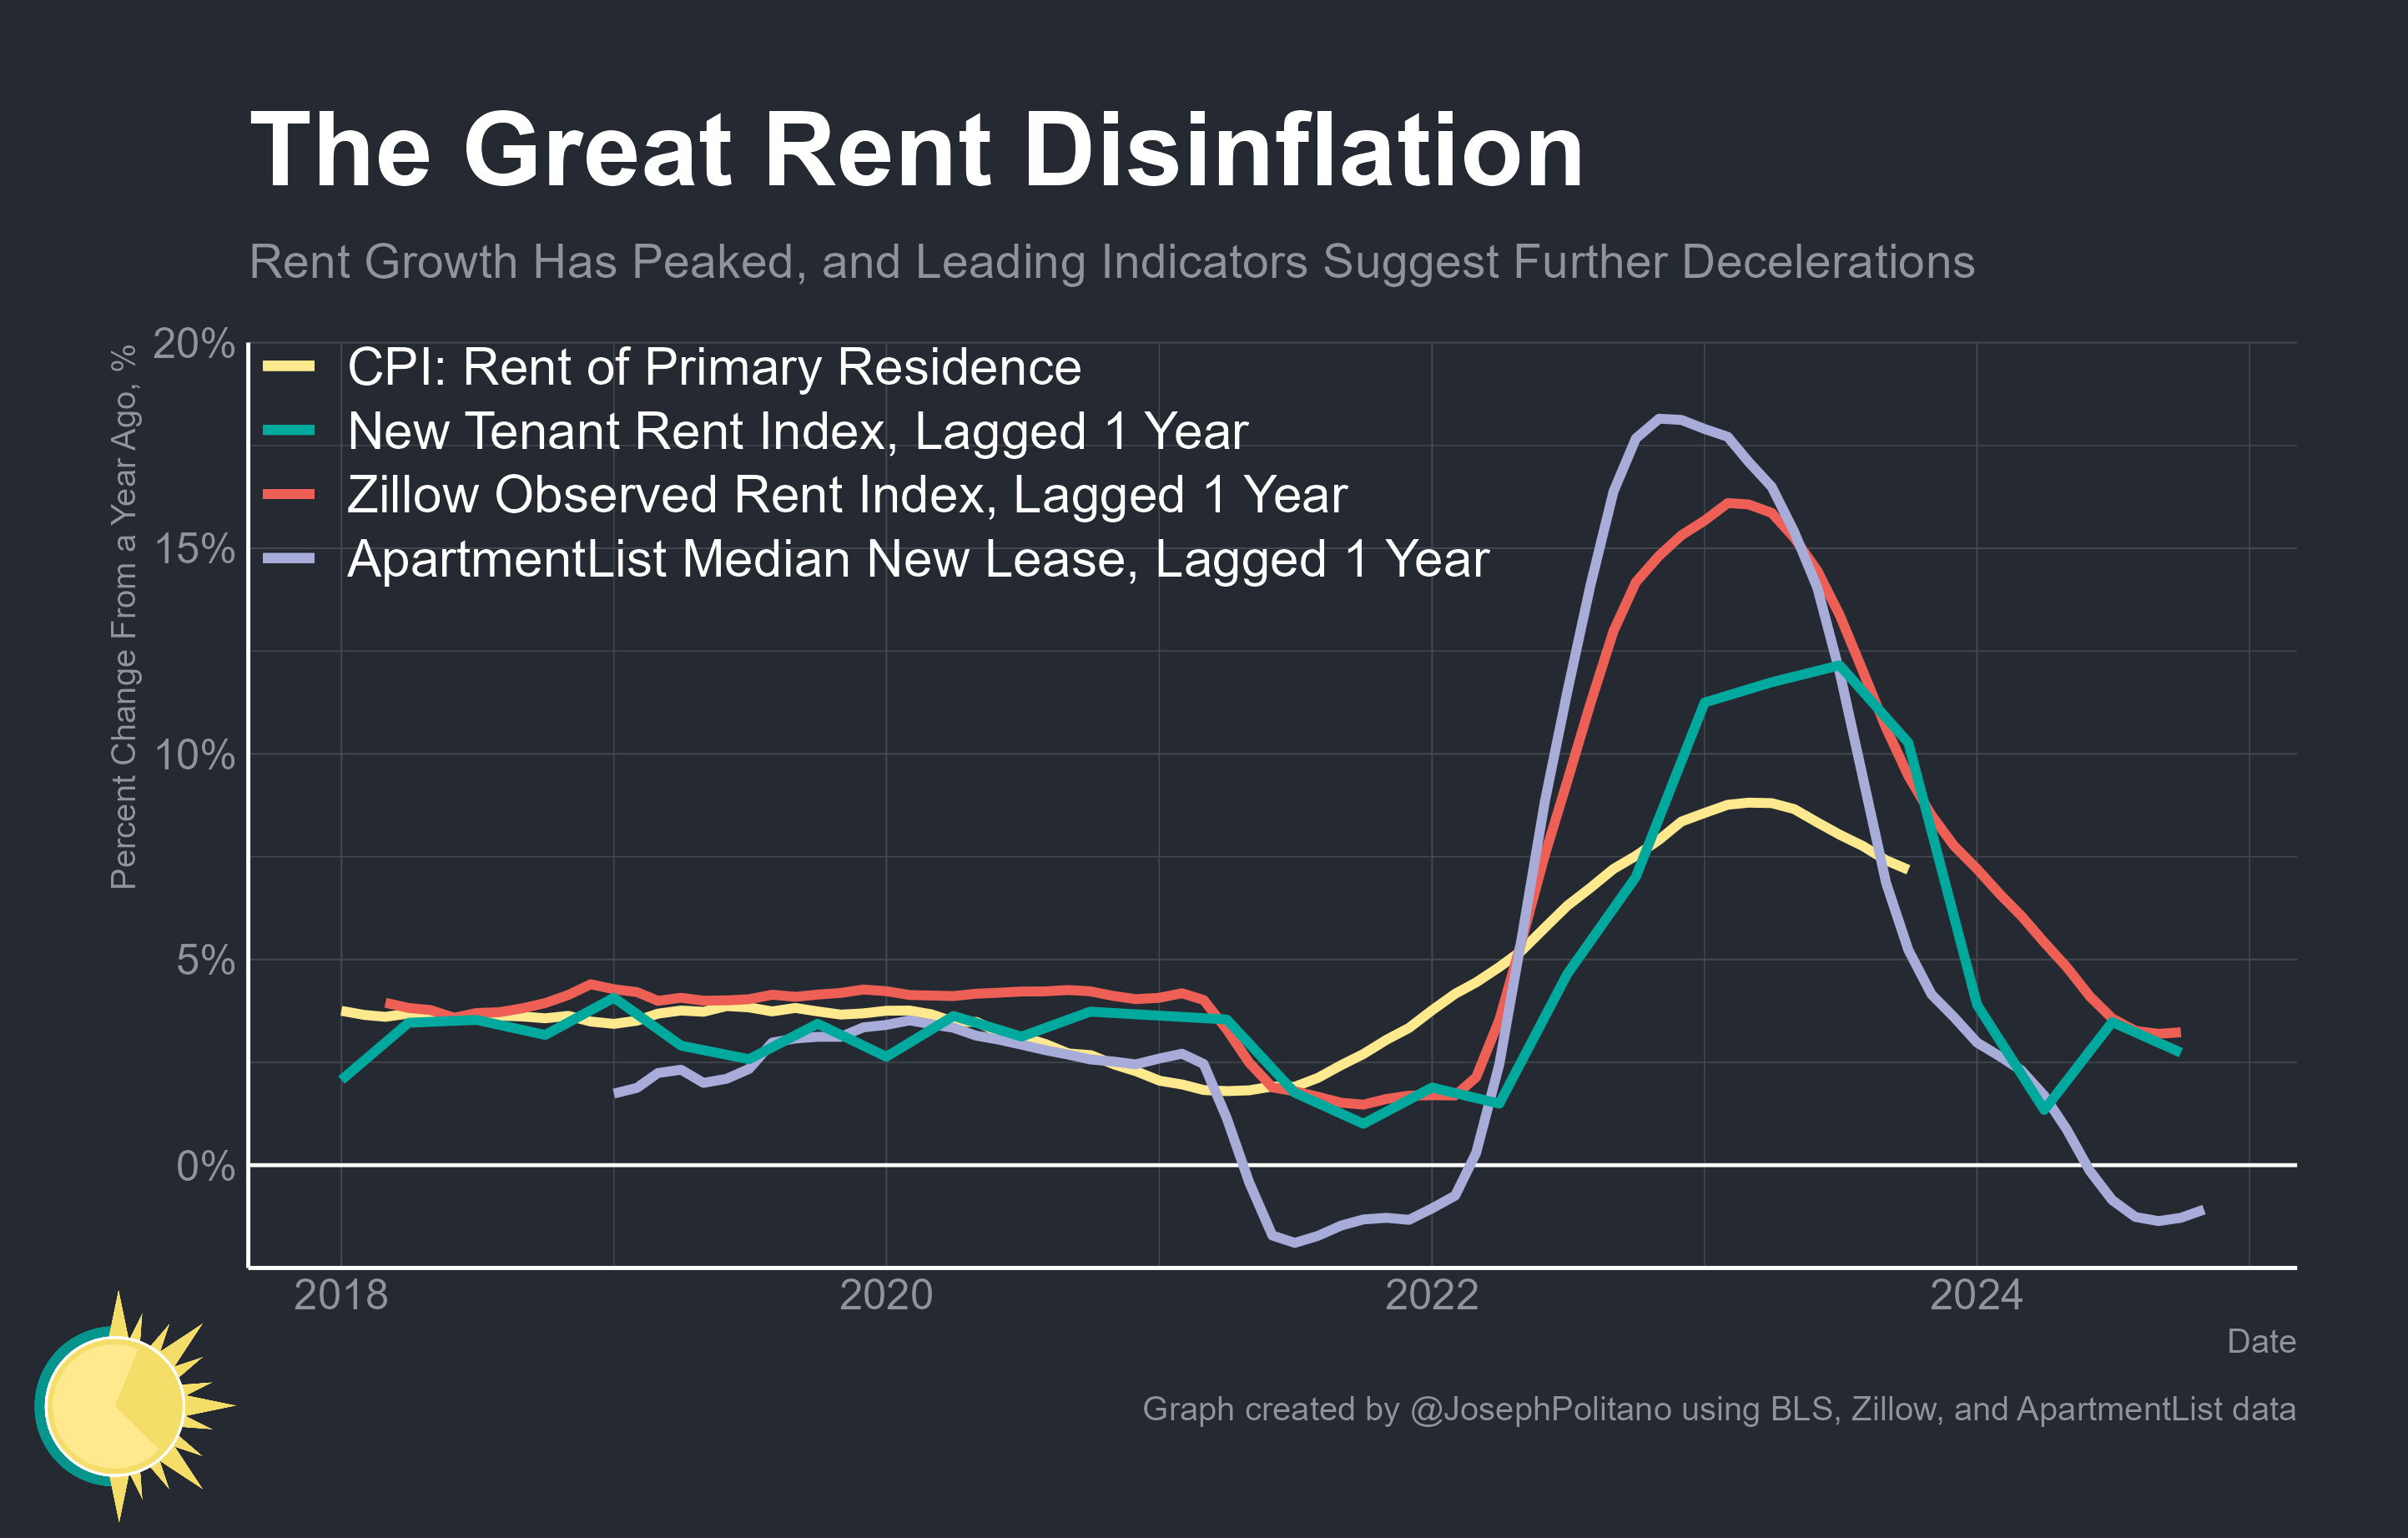 The Great Rent Disinflation
Rent Growth Has Peaked, and Leading Indicators Suggest Further Decelerations
Percent Change From a Year Ago, %
20%
15%
10%
5%
0%
CPI: Rent of Primary Residence
New Tenant Rent Index, Lagged 1 Year
Zillow Observed Rent Index, Lagged 1 Year
ApartmentList Median New Lease, Lagged 1 Year
2018 2020 2022 2024
Date
Graph created by @JosephPolitano using BLS, Zillow, and ApartmentList data